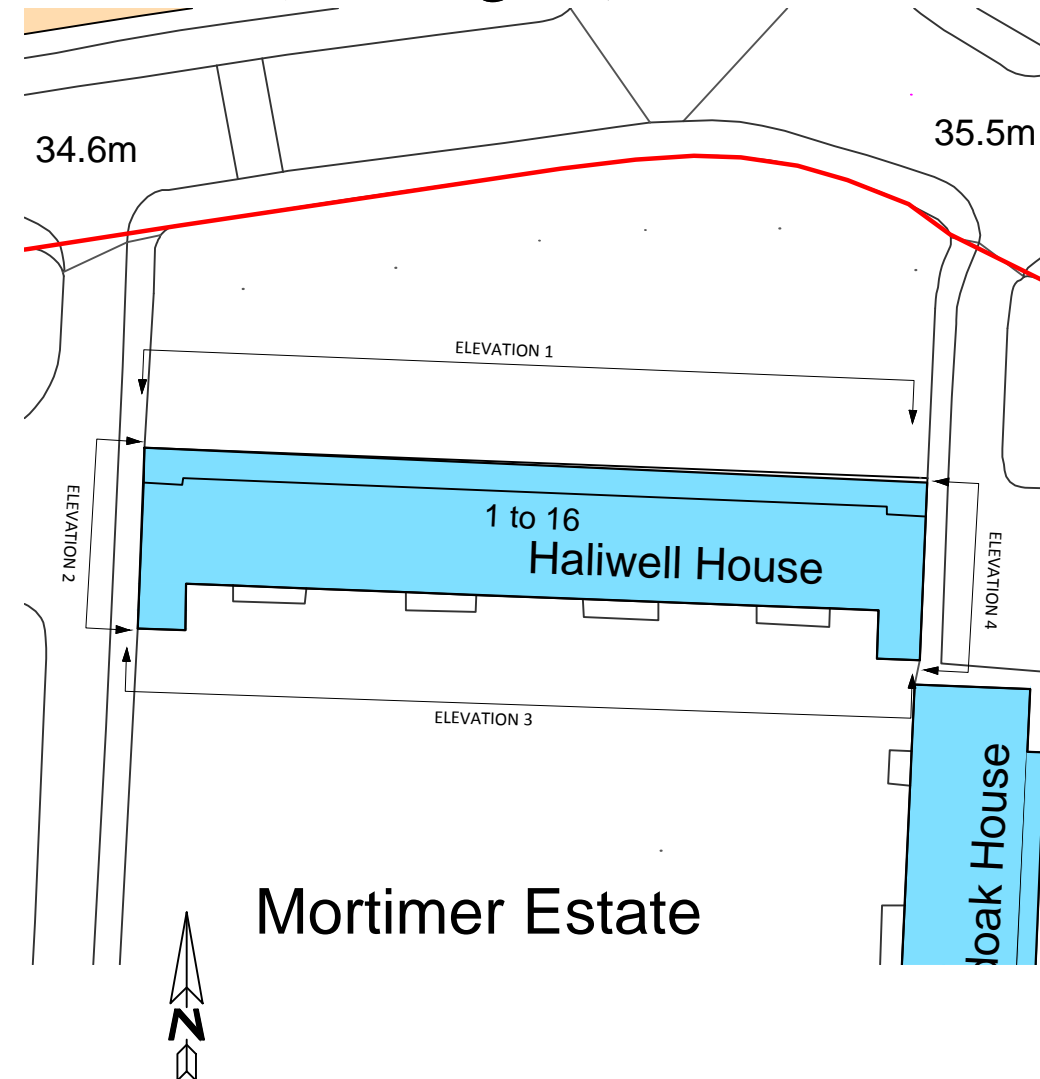 34.6m
35.5m
ELEVATION 1
ELEVATION 2
1 to 16
Haliwell House
ELEVATION 4
ELEVATION 3
doak House
Mortimer Estate
N